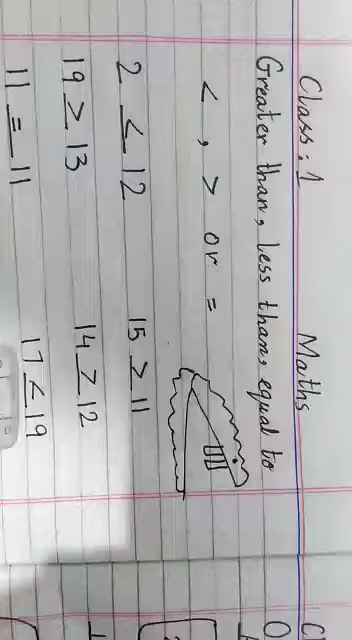 Class: 1 Maths
Greater than, less than, equal to
< , > or =
2 < 12 15 > 11
19 > 13 14 > 12
11 = 11 17 < 19